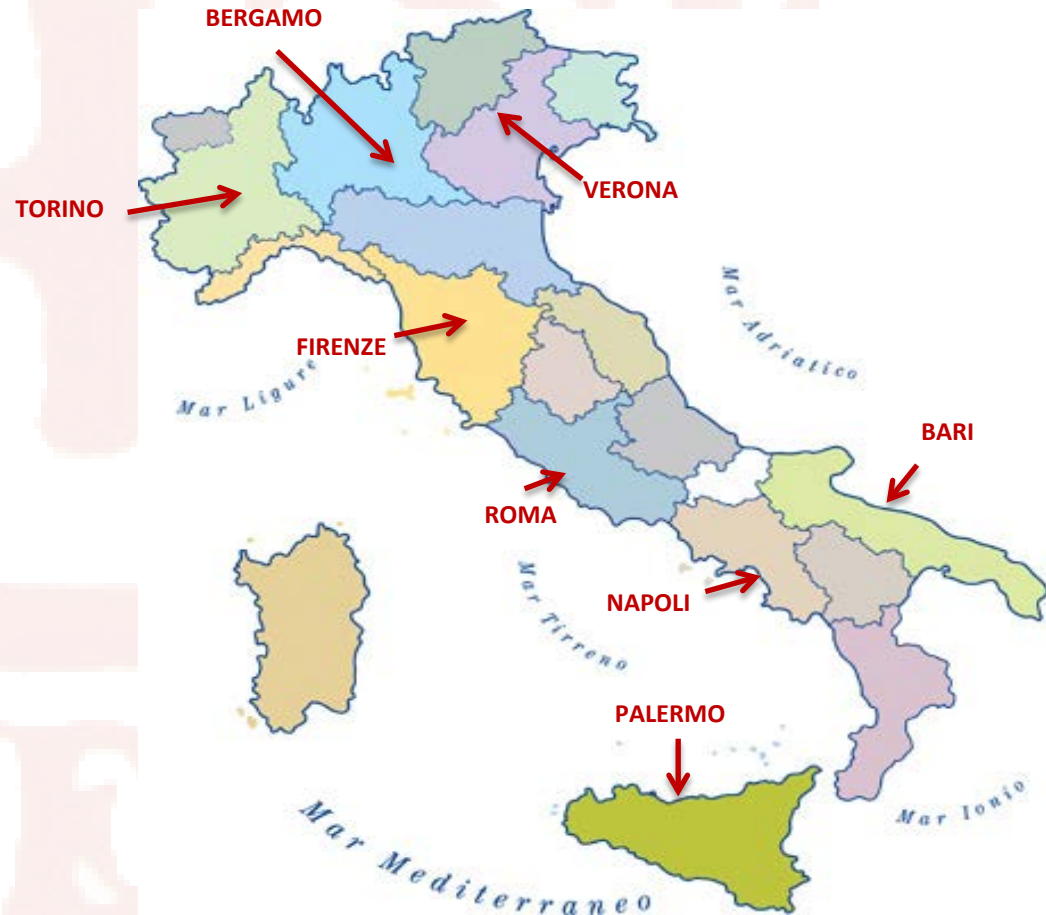 BERGAMO
VERONA
TORINO
FIRENZE
Mar Ligure
Mar Adriatico
BARI
ROMA
Mar Tirreno
NAPOLI
PALERMO
Mar Ionio
Mar Mediterraneo